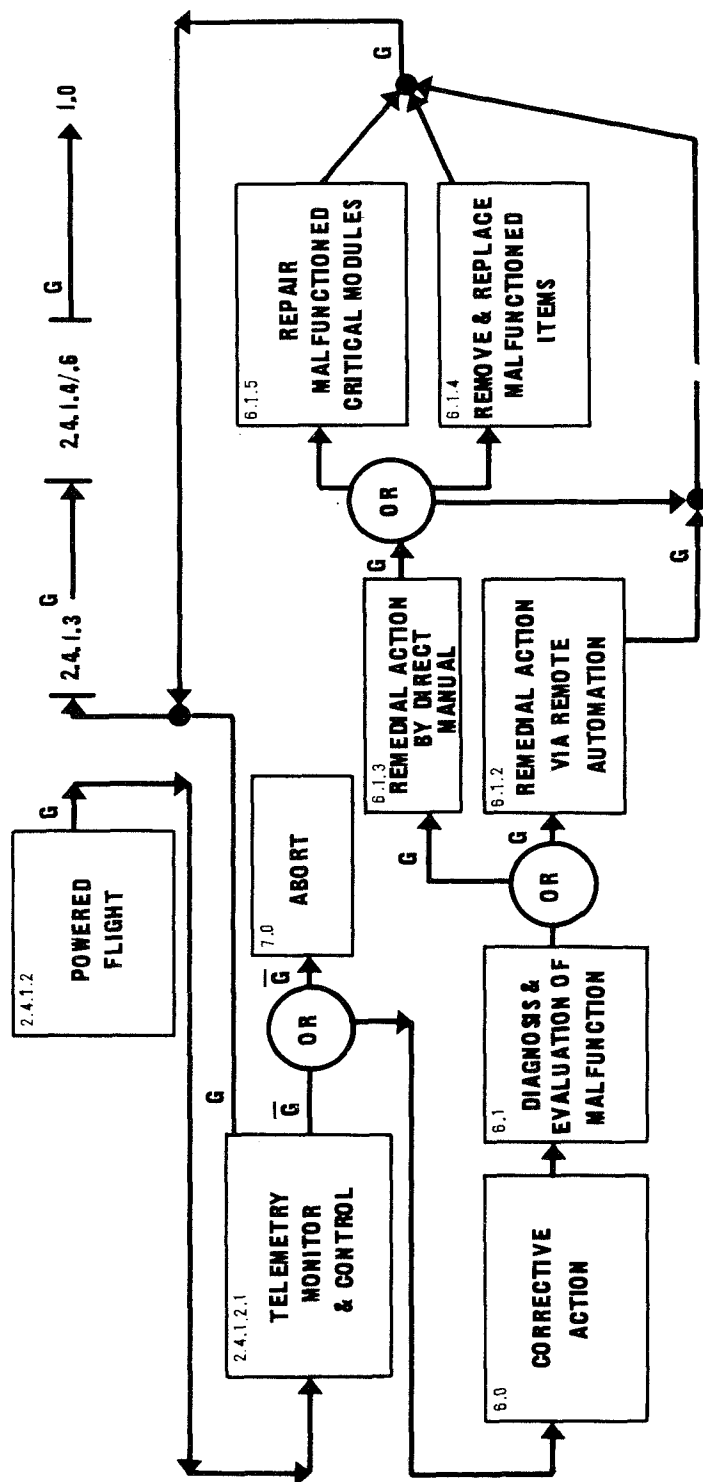 2.4.1.2
POWERED
FLIGHT
G
2.4.1.3
G
2.4.1.4/.6
G
1.0
2.4.1.2.1
TELEMETRY
MONITOR
& CONTROL
G
G̅
OR
G̅
7.0
ABORT
6.0
CORRECTIVE
ACTION
6.1
DIAGNOSIS &
EVALUATION OF
MALFUNCTION
OR
G
G
6.1.3
REMEDIAL ACTION
BY DIRECT
MANUAL
G
6.1.2
REMEDIAL ACTION
VIA REMOTE
AUTOMATION
G
OR
6.1.5
REPAIR
MALFUNCTIONED
CRITICAL MODULES
6.1.4
REMOVE & REPLACE
MALFUNCTIONED
ITEMS
G